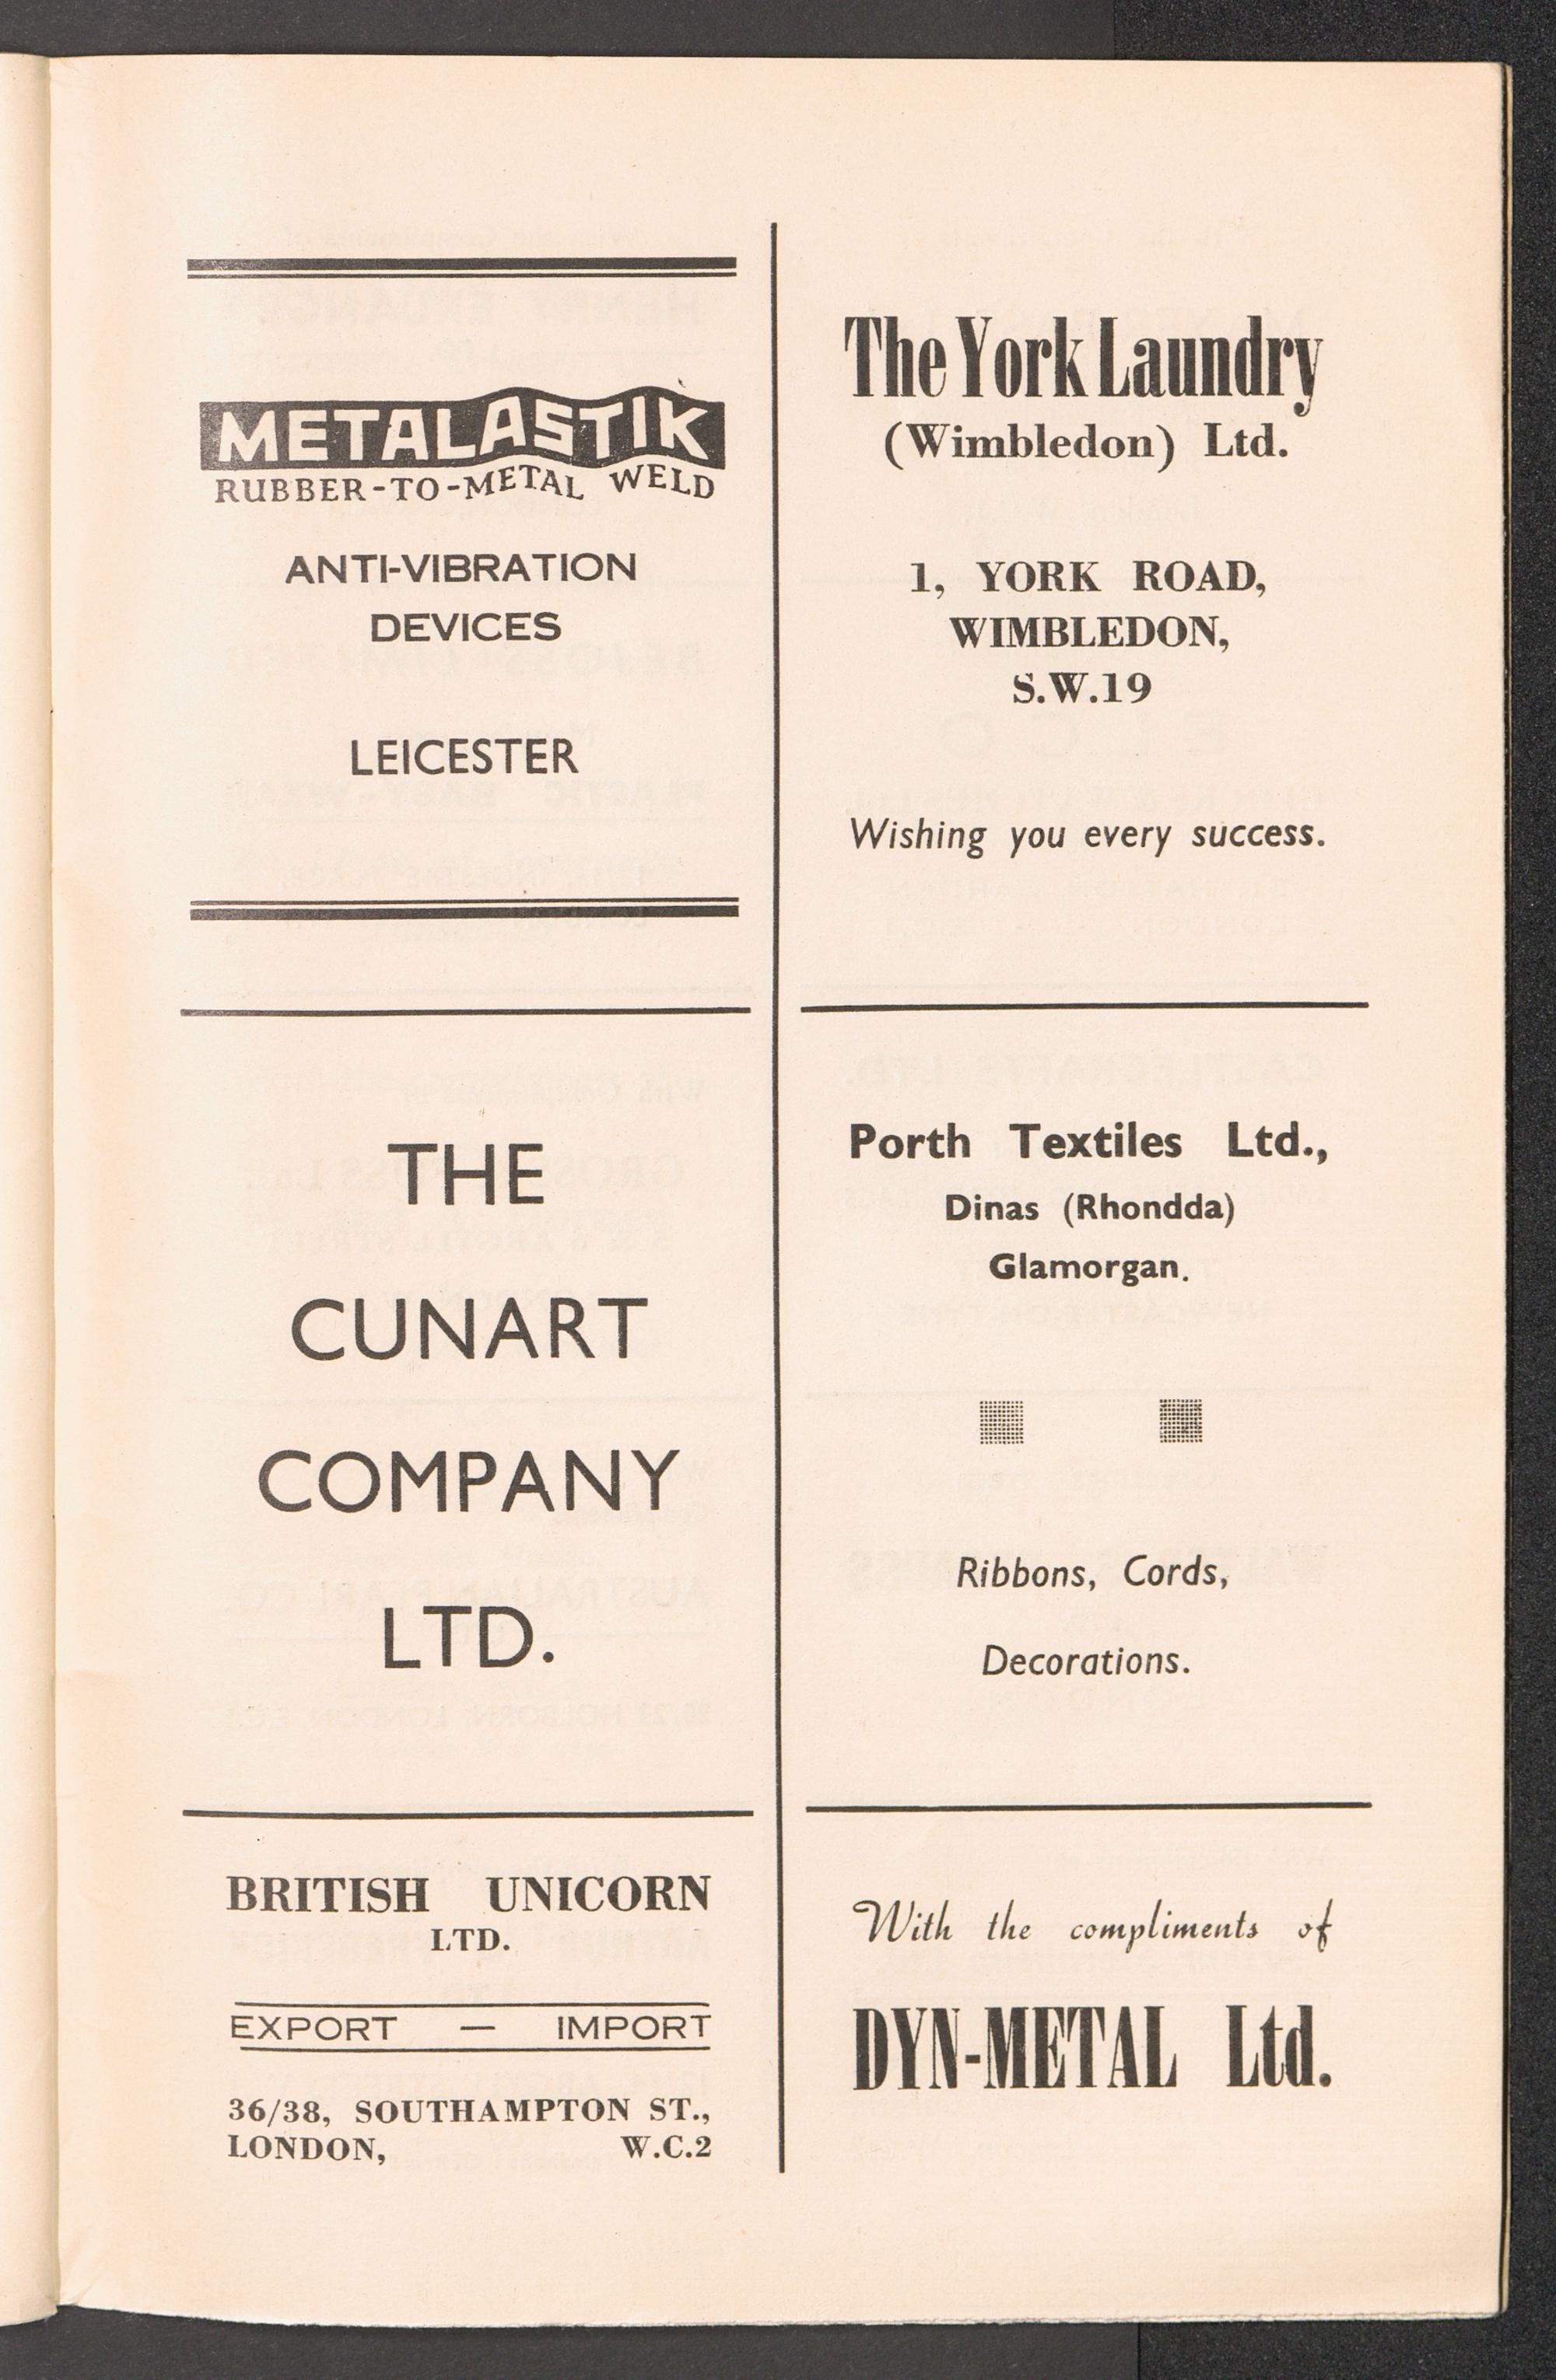 METALASTIK
RUBBER-TO-METAL WELD
ANTI-VIBRATION
DEVICES
LEICESTER
THE
CUNART
COMPANY
LTD.
BRITISH UNICORN
LTD.
EXPORT — IMPORT
36/38, SOUTHAMPTON ST.,
LONDON, W.C.2
The York Laundry
(Wimbledon) Ltd.
1, YORK ROAD,
WIMBLEDON,
S.W.19
Wishing you every success.
Porth Textiles Ltd.,
Dinas (Rhondda)
Glamorgan.
Ribbons, Cords,
Decorations.
With the compliments of
DYN-METAL Ltd.